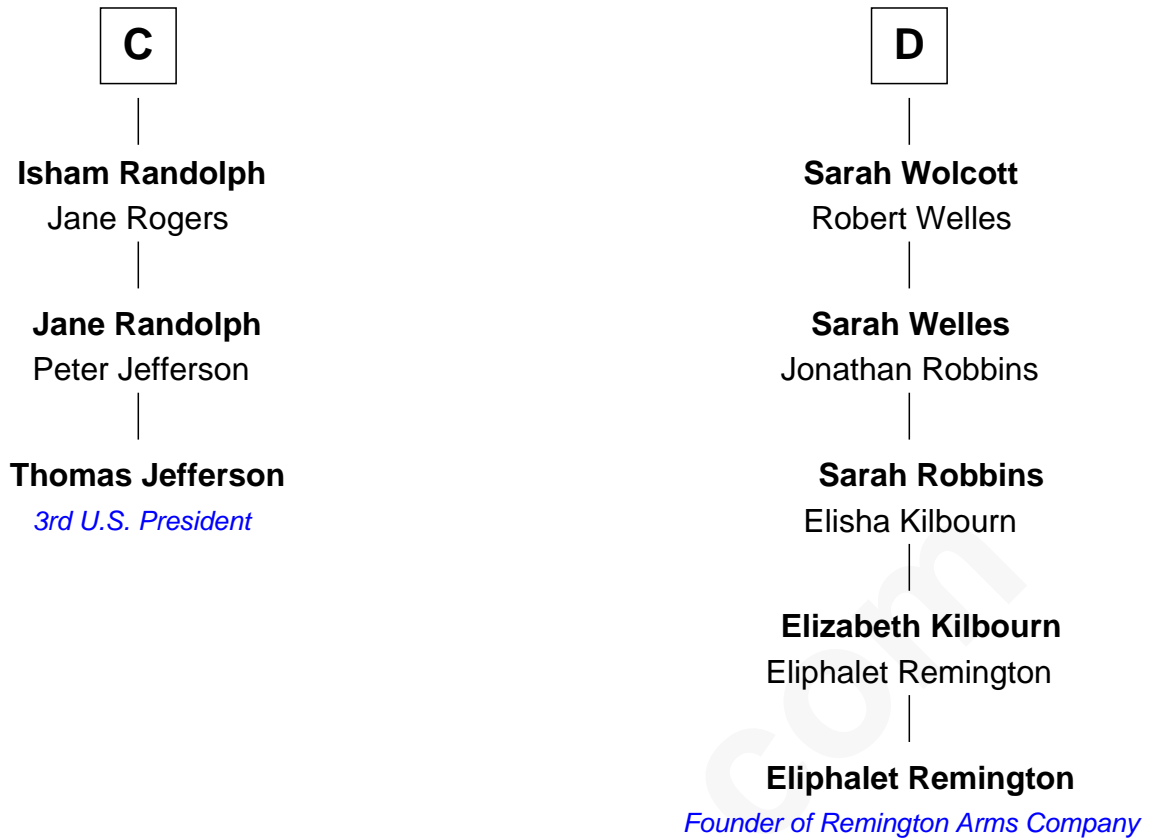 C
Isham Randolph
Jane Rogers
Jane Randolph
Peter Jefferson
Thomas Jefferson
3rd U.S. President
D
Sarah Wolcott
Robert Welles
Sarah Welles
Jonathan Robbins
Sarah Robbins
Elisha Kilbourn
Elizabeth Kilbourn
Eliphalet Remington
Eliphalet Remington
Founder of Remington Arms Company
com